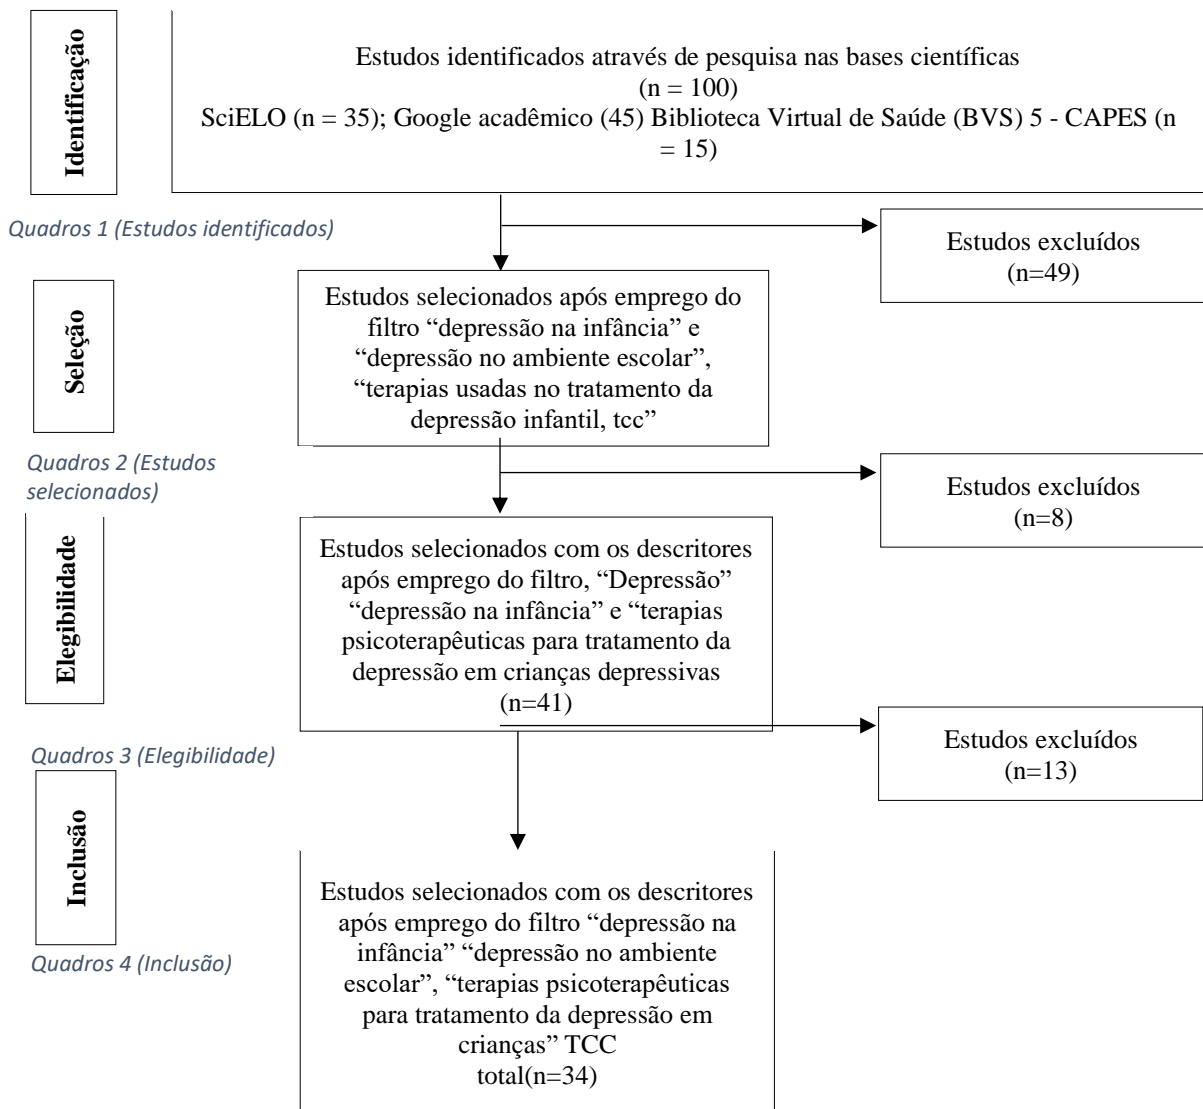 Identificação
Estudos identificados através de pesquisa nas bases científicas
(n = 100)
SciELO (n = 35); Google acadêmico (45) Biblioteca Virtual de Saúde (BVS) 5 - CAPES (n
= 15)
Quadros 1 (Estudos identificados)
Estudos excluídos
(n=49)
Seleção
Estudos selecionados após emprego do
filtro “depressão na infância” e
“depressão no ambiente escolar”,
“terapias usadas no tratamento da
depressão infantil, tcc”
Quadros 2 (Estudos
selecionados)
Estudos excluídos
(n=8)
Elegibilidade
Estudos selecionados com os descritores
após emprego do filtro, “Depressão”
“depressão na infância” e “terapias
psicoterapêuticas para tratamento da
depressão em crianças depressivas
(n=41)
Quadros 3 (Elegibilidade)
Estudos excluídos
(n=13)
Inclusão
Estudos selecionados com os descritores
após emprego do filtro “depressão na
infância” “depressão no ambiente
escolar”, “terapias psicoterapêuticas
para tratamento da depressão em
crianças” TCC
total(n=34)
Quadros 4 (Inclusão)